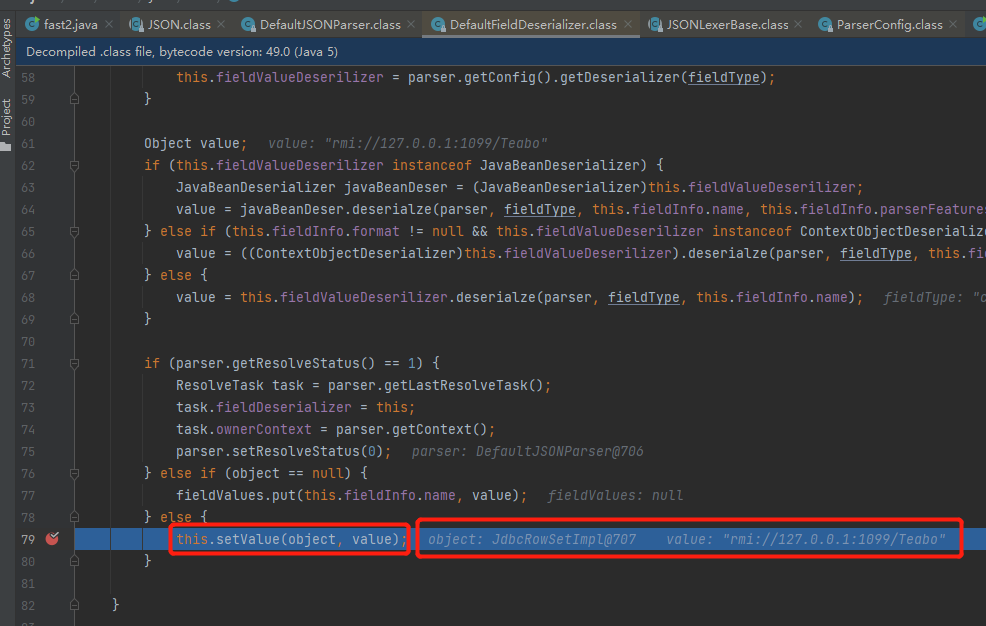 fast2.java × JSON.class × DefaultJSONParser.class × DefaultFieldDeserializer.class × JSONLexerBase.class × ParserConfig.class ×
Archetypes
Project
Decompiled .class file, bytecode version: 49.0 (Java 5)
58 this.fieldValueDeserilizer = parser.getConfig().getDeserializer(fieldType);
59 }
60
61 Object value; value: "rmi://127.0.0.1:1099/Teabo"
62 if (this.fieldValueDeserilizer instanceof JavaBeanDeserializer) {
63 JavaBeanDeserializer javaBeanDeser = (JavaBeanDeserializer)this.fieldValueDeserilizer;
64 value = javaBeanDeser.deserialze(parser, fieldType, this.fieldInfo.name, this.fieldInfo.parserFeatures
65 } else if (this.fieldInfo.format != null && this.fieldValueDeserilizer instanceof ContextObjectDeserialize
66 value = ((ContextObjectDeserializer)this.fieldValueDeserilizer).deserialze(parser, fieldType, this.fi
67 } else {
68 value = this.fieldValueDeserilizer.deserialze(parser, fieldType, this.fieldInfo.name); fieldType: "c
69 }
70
71 if (parser.getResolveStatus() == 1) {
72 ResolveTask task = parser.getLastResolveTask();
73 task.fieldDeserializer = this;
74 task.ownerContext = parser.getContext();
75 parser.setResolveStatus(0); parser: DefaultJSONParser@706
76 } else if (object == null) {
77 fieldValues.put(this.fieldInfo.name, value); fieldValues: null
78 } else {
79 this.setValue(object, value); object: JdbcRowSetImpl@707 value: "rmi://127.0.0.1:1099/Teabo"
80 }
81
82 }